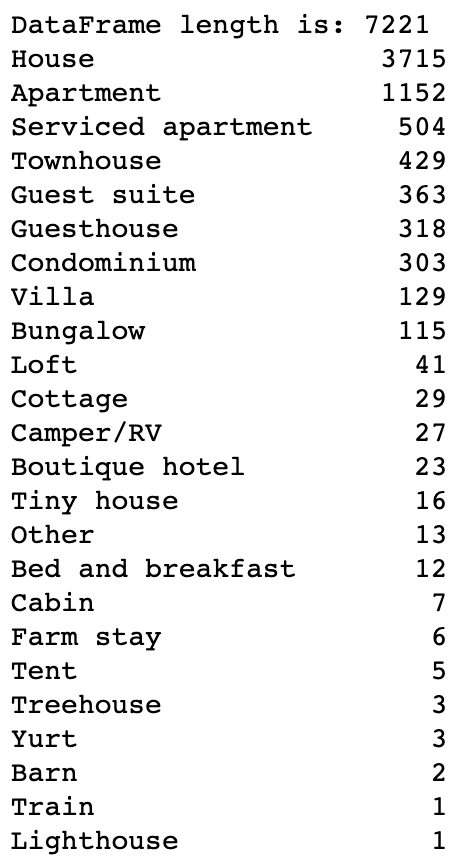 DataFrame length is: 7221
House 3715
Apartment 1152
Serviced apartment 504
Townhouse 429
Guest suite 363
Guesthouse 318
Condominium 303
Villa 129
Bungalow 115
Loft 41
Cottage 29
Camper/RV 27
Boutique hotel 23
Tiny house 16
Other 13
Bed and breakfast 12
Cabin 7
Farm stay 6
Tent 5
Treehouse 3
Yurt 3
Barn 2
Train 1
Lighthouse 1